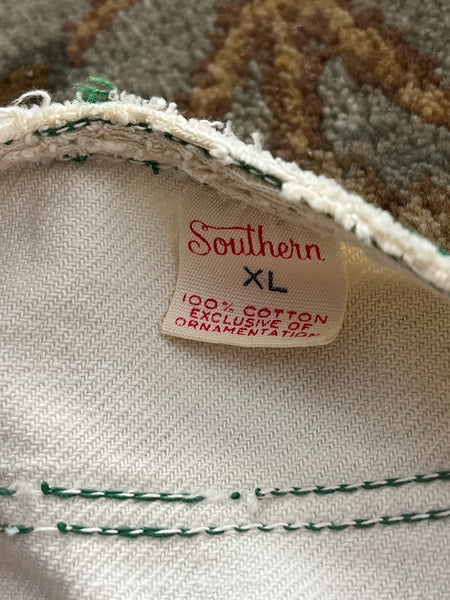 Southern
XL
100% COTTON
EXCLUSIVE OF
ORNAMENTATION